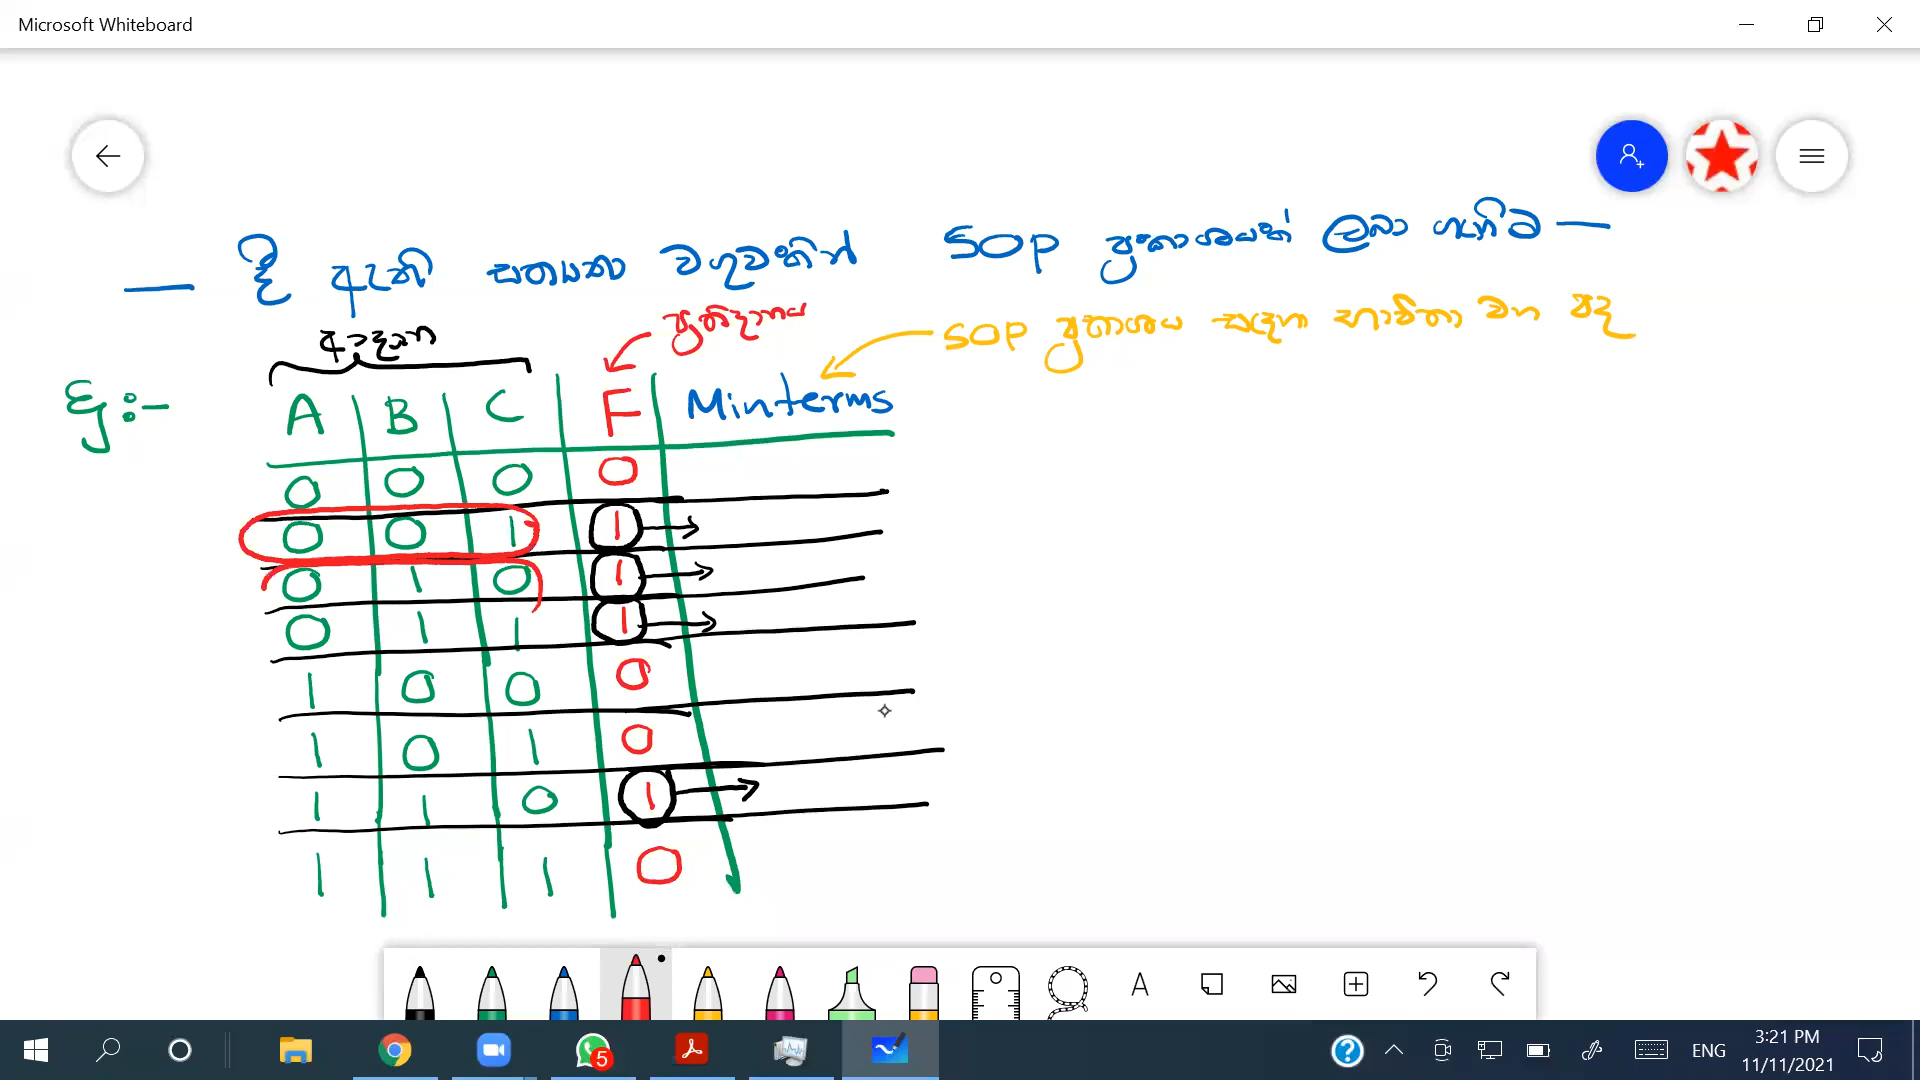 Microsoft Whiteboard
— දී ඇති සත්‍යතා වගුවකින් SOP ප්‍රකාශයක් ලබා ගැනීම —
ආදාන
ප්‍රතිදානය
SOP ප්‍රකාශය සඳහා භාවිතා වන පද
උදා :-
A B C F Minterms
0 0 0 0
0 0 1 1
0 1 0 1
0 1 1 1
1 0 0 0
1 0 1 0
1 1 0 1
1 1 1 0
A
5
ENG
3:21 PM
11/11/2021